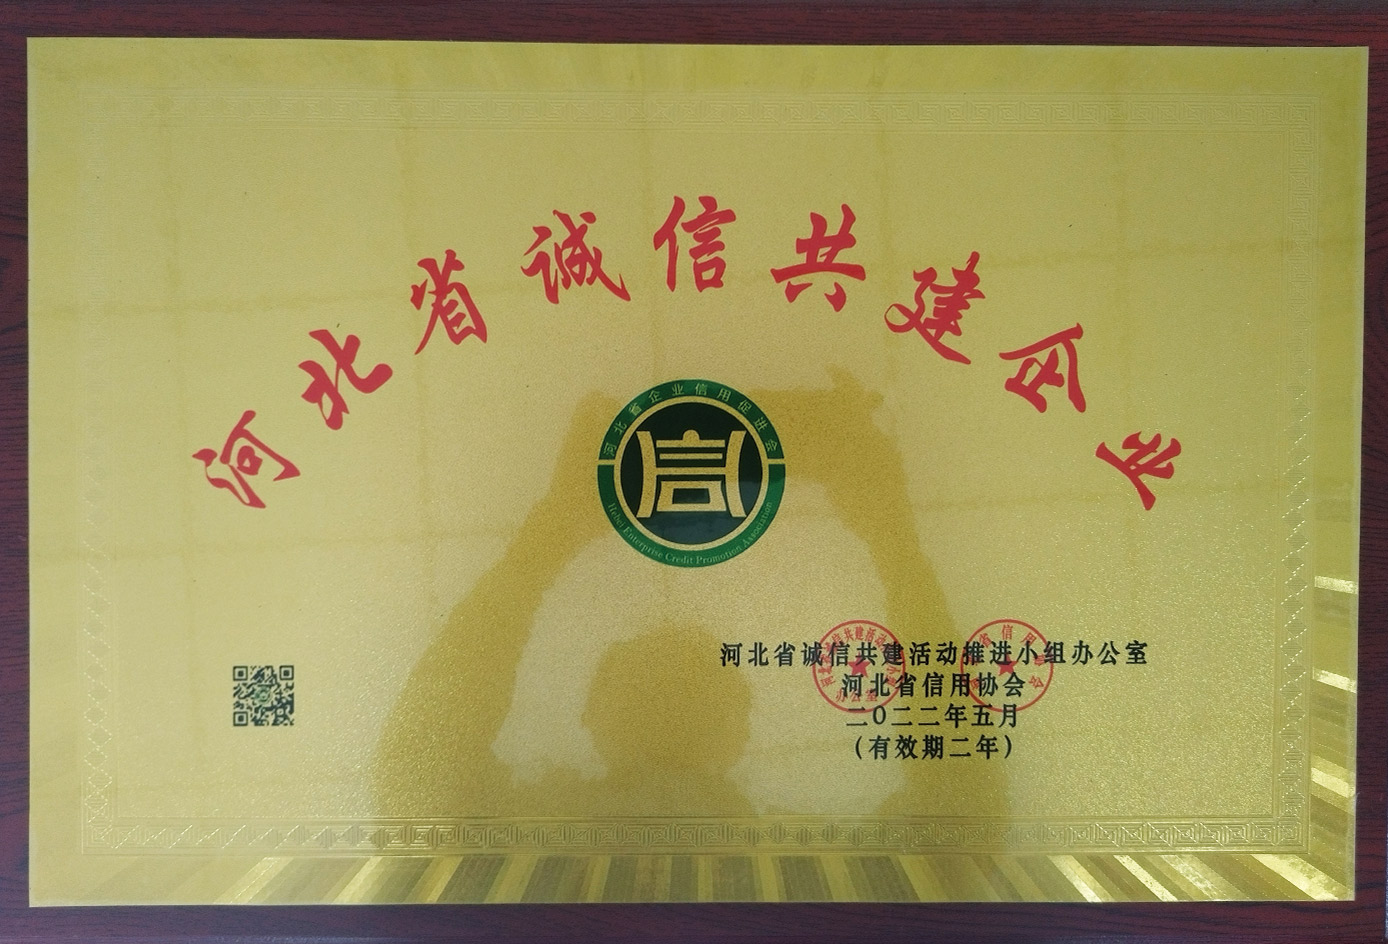 河北省诚信共建企业
河北省企业信用促进会
Hebei Enterprise Credit Promotion Association
河北省诚信共建活动推进小组办公室
河北省信用协会
二〇二二年五月
(有效期二年)